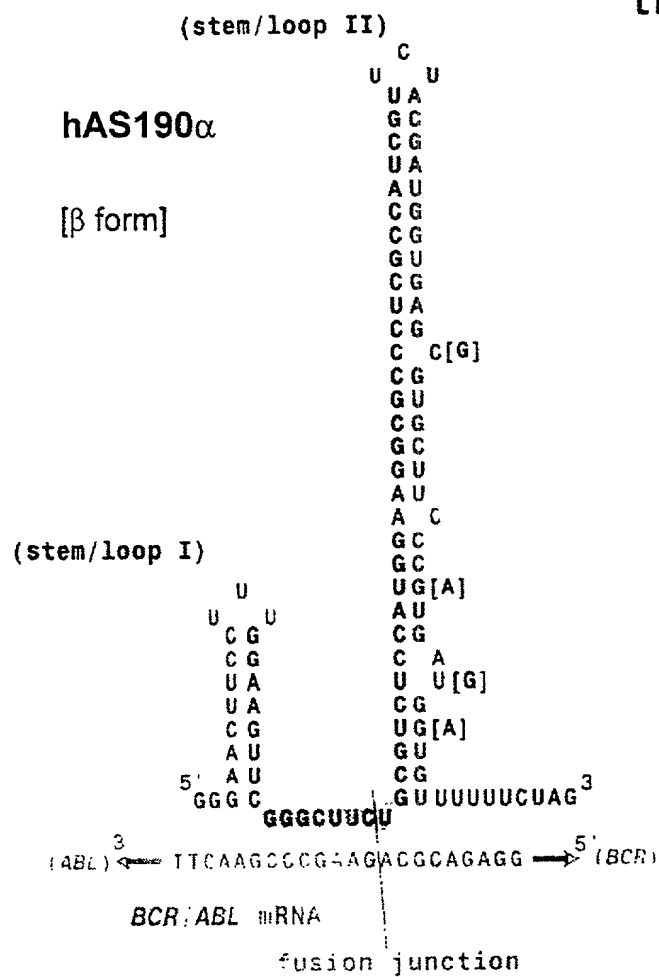 (stem/loop II)
C
U U
U A
hAS190α
G C
C G
U A
A U
[β form]
C G
C G
G U
C G
U A
C G
C C[G]
C G
G U
C G
G C
G U
A U
A C
G C
(stem/loop I)
G C
U
U G[A]
U U
A U
C G C G
C G C A
U A U U[G]
U A C G
C G U G[A]
A U G U
A U C G
5' GGG C G U UUUUUCUAG 3
GGGCUUCU
(ABL) 3 TTCAAGCCCGAAGACGCAGAGG 5' (BCR)
BCR/ABL mRNA
fusion junction